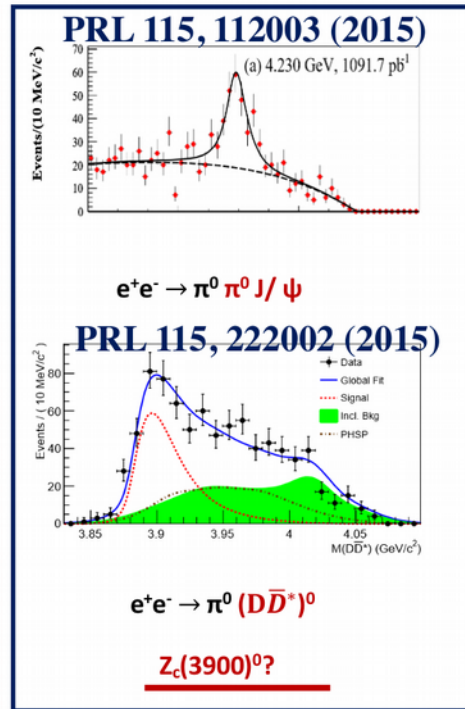 PRL 115, 112003 (2015)
(a) 4.230 GeV, 1091.7 pb⁻¹
Events/(10 MeV/c²)
60
50
40
30
20
10
0
e⁺e⁻ → π⁰ π⁰ J/ ψ
PRL 115, 222002 (2015)
Events / ( 10 MeV/c²)
80
60
40
20
0
Data
Global Fit
Signal
Incl. Bkg
PHSP
3.85 3.9 3.95 4 4.05
M(DD̄*) (GeV/c²)
e⁺e⁻ → π⁰ (DD̄*)⁰
Zc(3900)⁰?